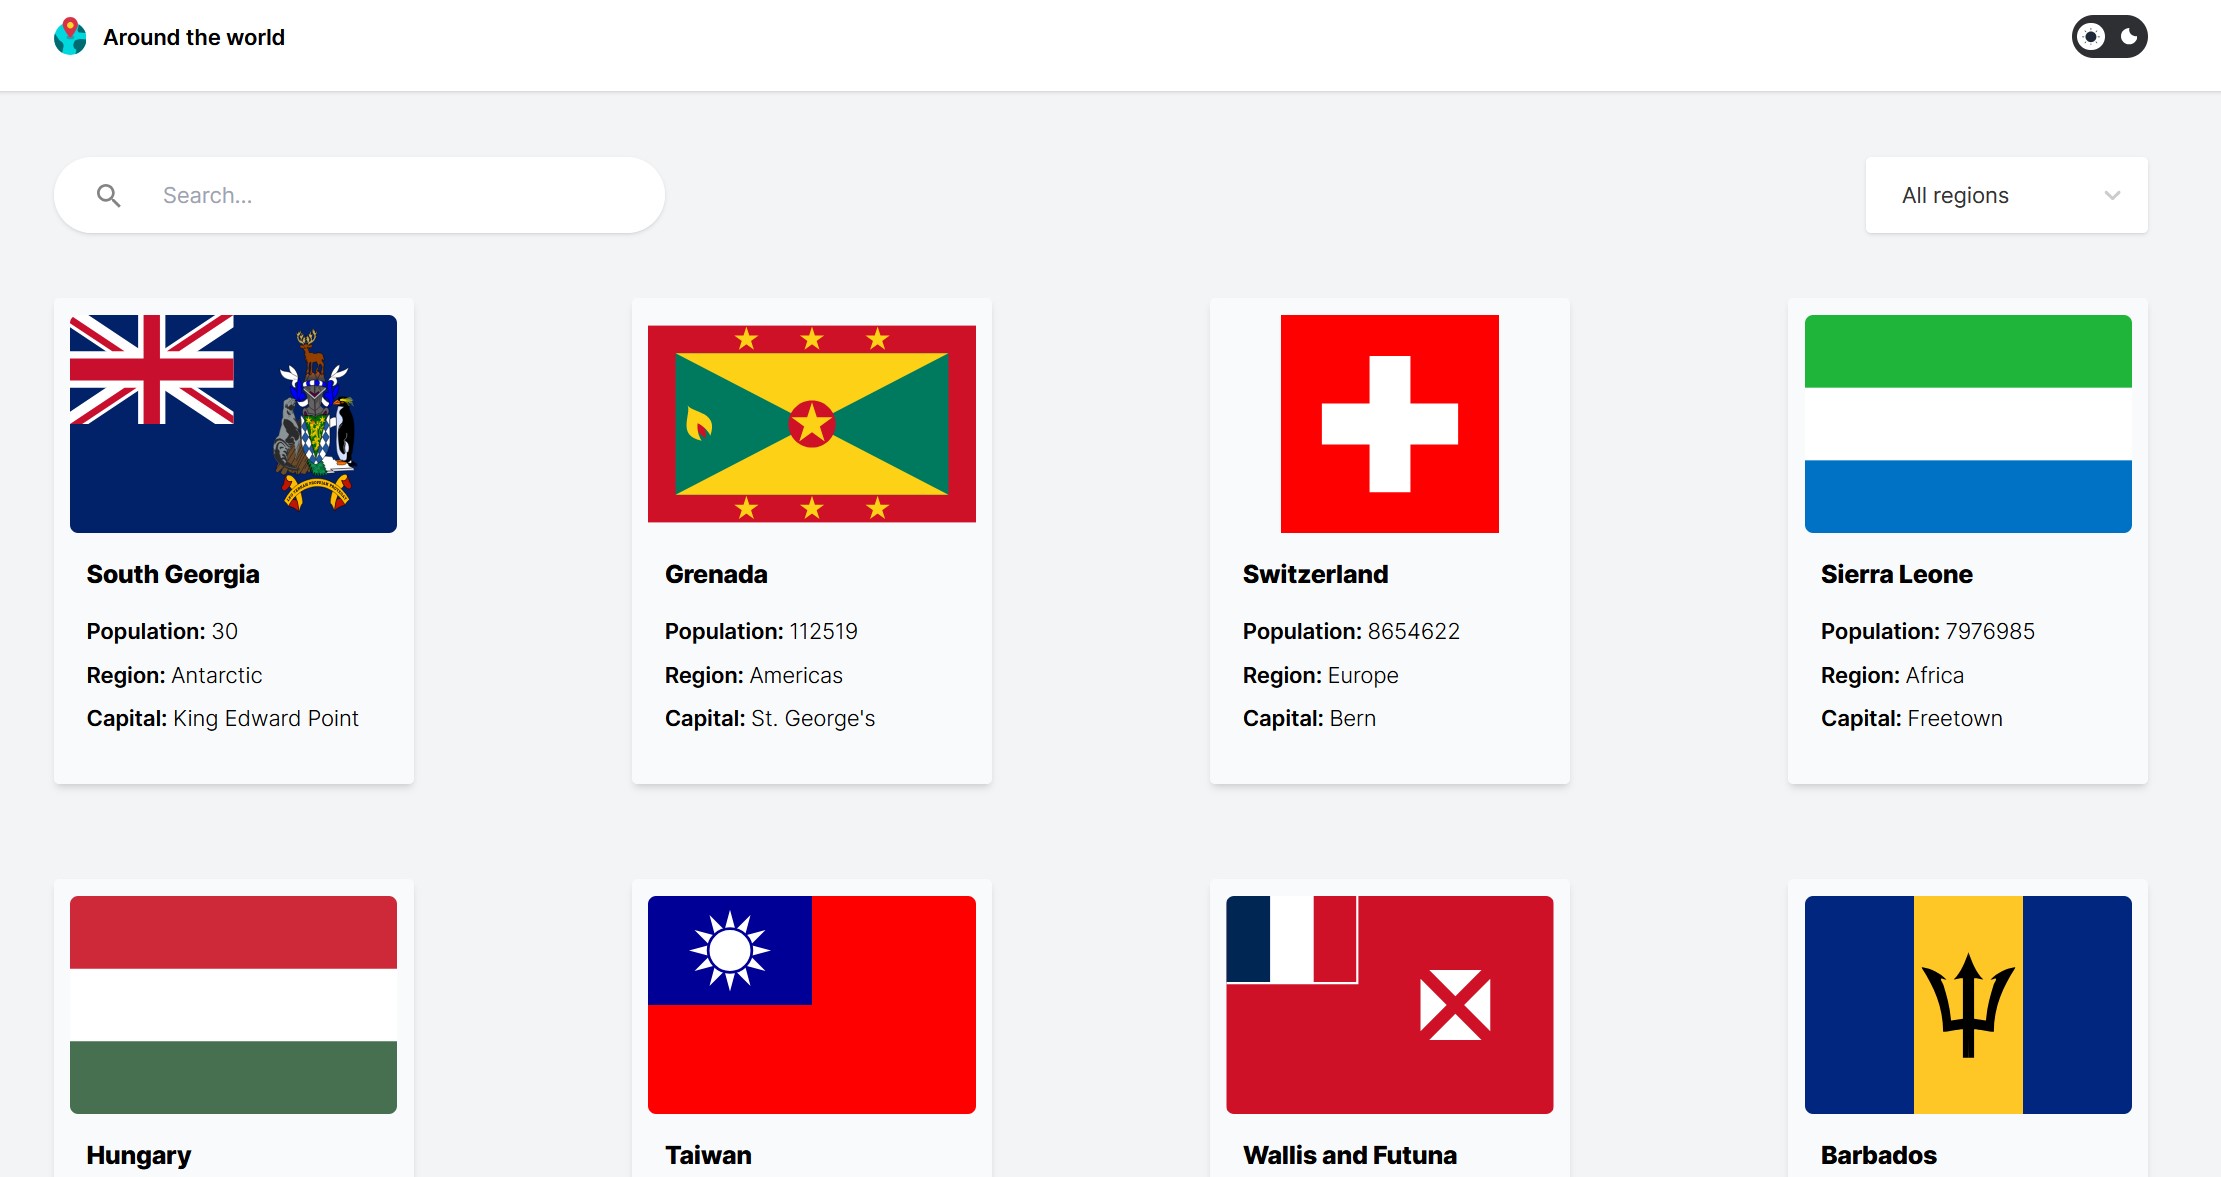 Around the world
Search...
All regions
South Georgia
Population: 30
Region: Antarctic
Capital: King Edward Point
Grenada
Population: 112519
Region: Americas
Capital: St. George's
Switzerland
Population: 8654622
Region: Europe
Capital: Bern
Sierra Leone
Population: 7976985
Region: Africa
Capital: Freetown
Hungary
Taiwan
Wallis and Futuna
Barbados